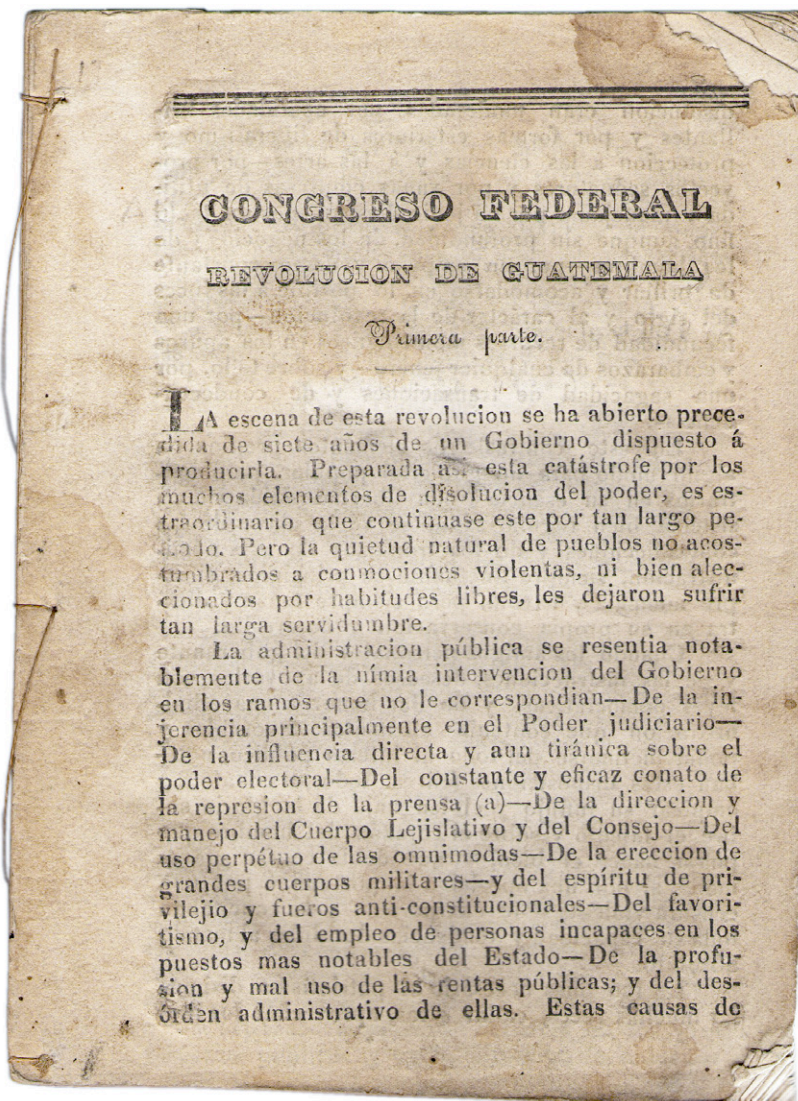 CONGRESO FEDERAL
REVOLUCION DE GUATEMALA
Primera parte.
LA escena de esta revolucion se ha abierto prece-
dida de siete años de un Gobierno dispuesto á
producirla. Preparada asi esta catástrofe por los
muchos elementos de disolucion del poder, es es-
traordinario que continuase este por tan largo pe-
riodo. Pero la quietud natural de pueblos no acos-
tumbrados a conmociones violentas, ni bien alec-
cionados por habitudes libres, les dejaron sufrir
tan larga servidumbre.
La administracion pública se resentia nota-
blemente de la nímia intervencion del Gobierno
en los ramos que no le correspondian—De la in-
jerencia principalmente en el Poder judiciario—
De la influencia directa y aun tiránica sobre el
poder electoral—Del constante y eficaz conato de
la represion de la prensa (a)—De la direccion y
manejo del Cuerpo Lejislativo y del Consejo—Del
uso perpétuo de las omnimodas—De la ereccion de
grandes cuerpos militares—y del espíritu de pri-
vilejio y fueros anti-constitucionales—Del favori-
tismo, y del empleo de personas incapaces en los
puestos mas notables del Estado—De la profu-
sion y mal uso de las rentas públicas; y del des-
órden administrativo de ellas. Estas causas de